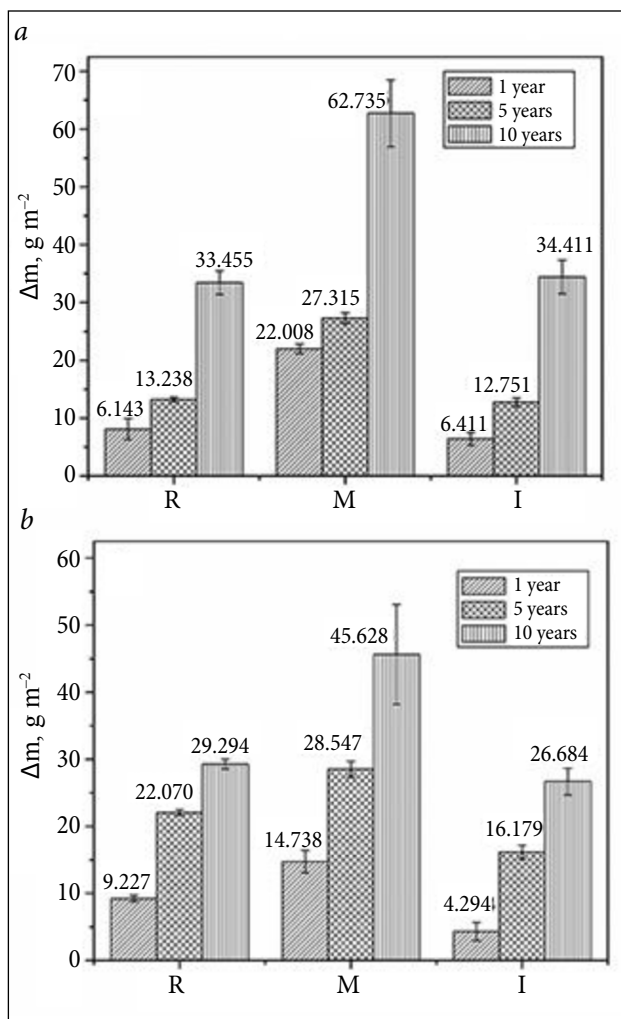 a
70
60
50
40
30
20
10
0
Δm, g m⁻²
1 year
5 years
10 years
6.143
13.238
33.455
22.008
27.315
62.735
6.411
12.751
34.411
R M I
b
60
50
40
30
20
10
0
Δm, g m⁻²
1 year
5 years
10 years
9.227
22.070
29.294
14.738
28.547
45.628
4.294
16.179
26.684
R M I